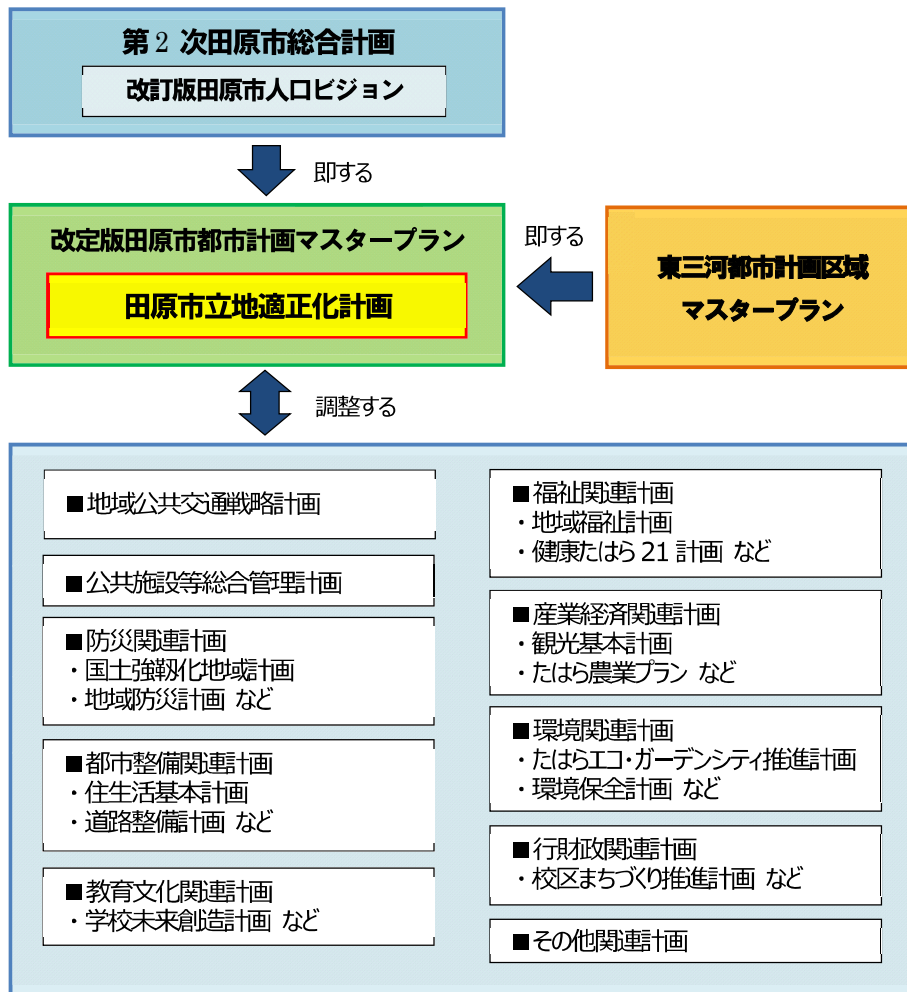 第2 次田原市総合計画
改訂版田原市人口ビジョン
即する
改定版田原市都市計画マスタープラン
田原市立地適正化計画
即する
東三河都市計画区域
マスタープラン
調整する
■地域公共交通戦略計画
■公共施設等総合管理計画
■防災関連計画
・国土強靱化地域計画
・地域防災計画 など
■都市整備関連計画
・住生活基本計画
・道路整備計画 など
■教育文化関連計画
・学校未来創造計画 など
■福祉関連計画
・地域福祉計画
・健康たはら 21 計画 など
■産業経済関連計画
・観光基本計画
・たはら農業プラン など
■環境関連計画
・たはらエコ・ガーデンシティ推進計画
・環境保全計画 など
■行財政関連計画
・校区まちづくり推進計画 など
■その他関連計画